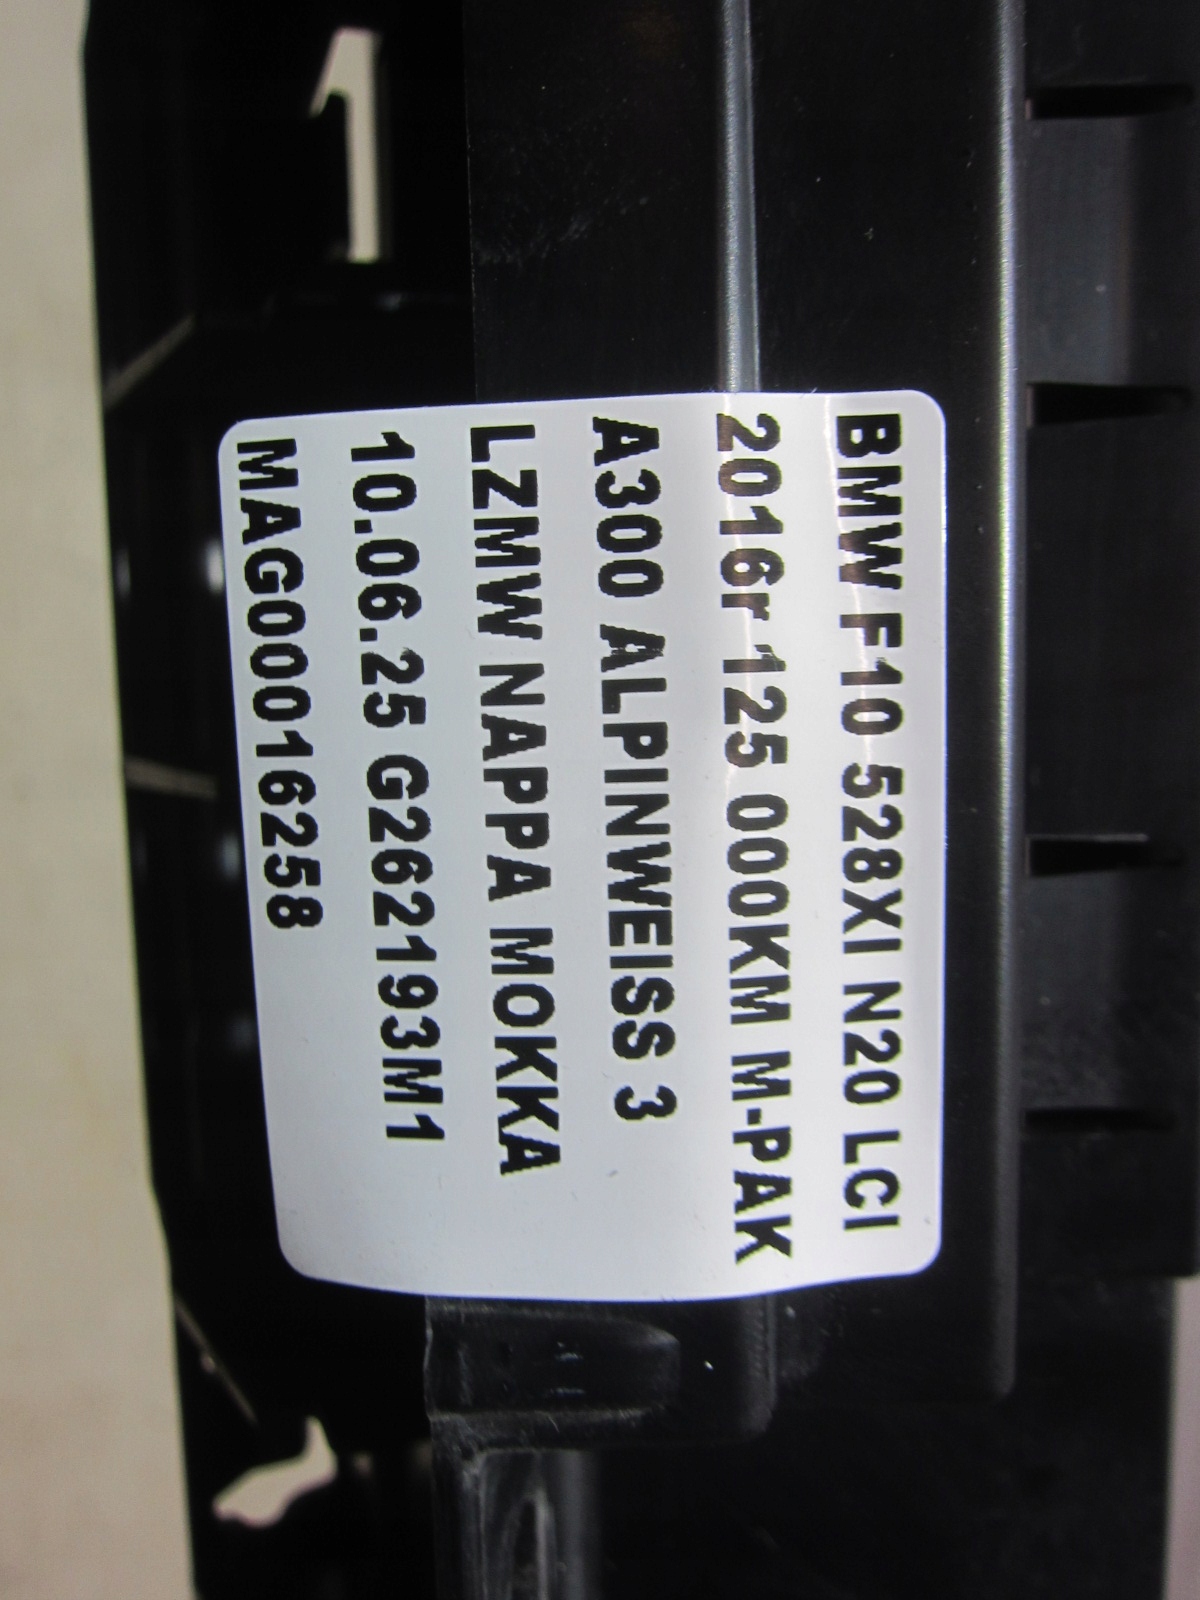 BMW F10 528XI N20 LCI
2016r 125 000KM M-PAK
A300 ALPINWEISS 3
LZMW NAPPA MOKKA
10.06.25 G262193M1
MAG00016258